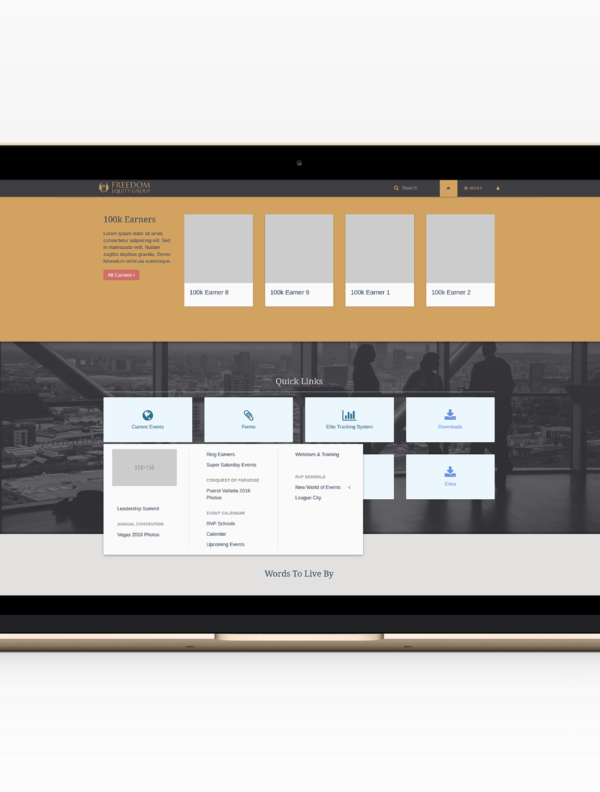 FREEDOM
EQUITY GROUP
Search
MENU
100k Earners
Lorem ipsum dolor sit amet, consectetur adipiscing elit. Sed in malesuada velit. Nullam sagittis dapibus gravida. Donec bibendum vehicula scelerisque.
All Earners ›
100k Earner 8
100k Earner 9
100k Earner 1
100k Earner 2
Quick Links
Current Events
Forms
Elite Tracking System
Downloads
Leadership Summit
ANNUAL CONVENTION
Vegas 2016 Photos
Ring Earners
Super Saturday Events
CONQUEST OF PARADISE
Puerot Vallarta 2016
Photos
EVENT CALENDAR
RVP Schools
Calendar
Upcoming Events
Webinars & Training
RVP SCHOOLS
New World of Events
League City
Extra
Words To Live By